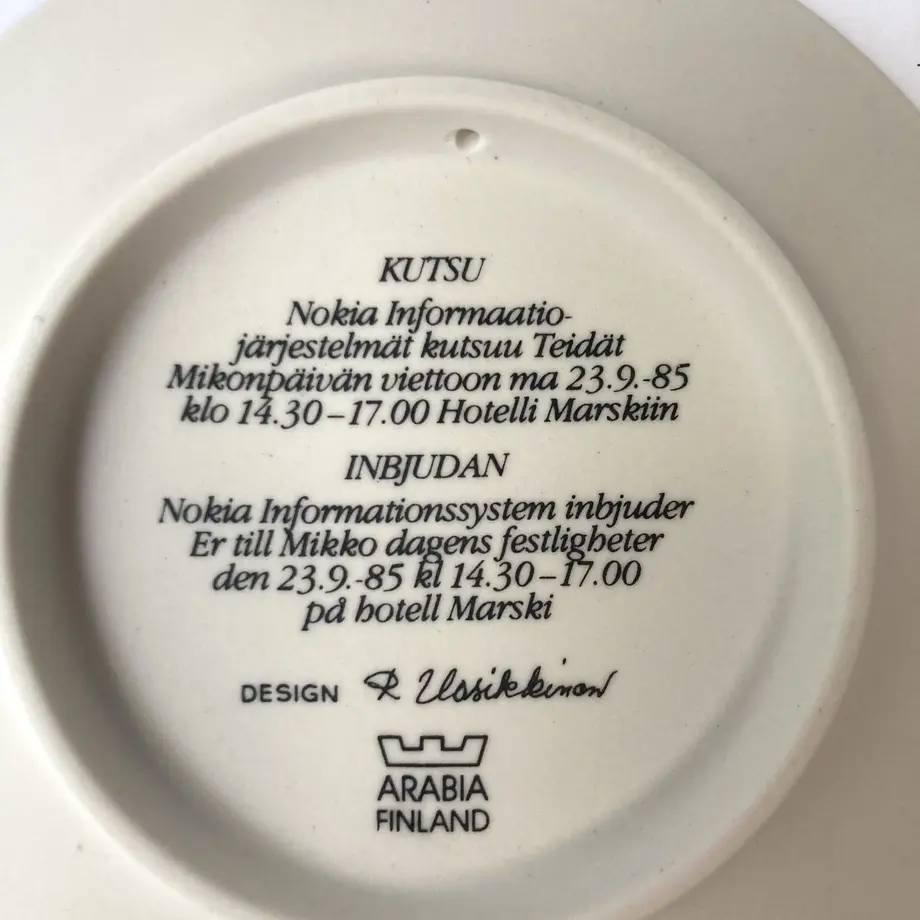 KUTSU
Nokia Informaatio-
järjestelmät kutsuu Teidät
Mikonpäivän viettoon ma 23.9.-85
klo 14.30–17.00 Hotelli Marskiin
INBJUDAN
Nokia Informationssystem inbjuder
Er till Mikko dagens festligheter
den 23.9.-85 kl 14.30–17.00
på hotell Marski
DESIGN R Uosikkinen
ARABIA
FINLAND